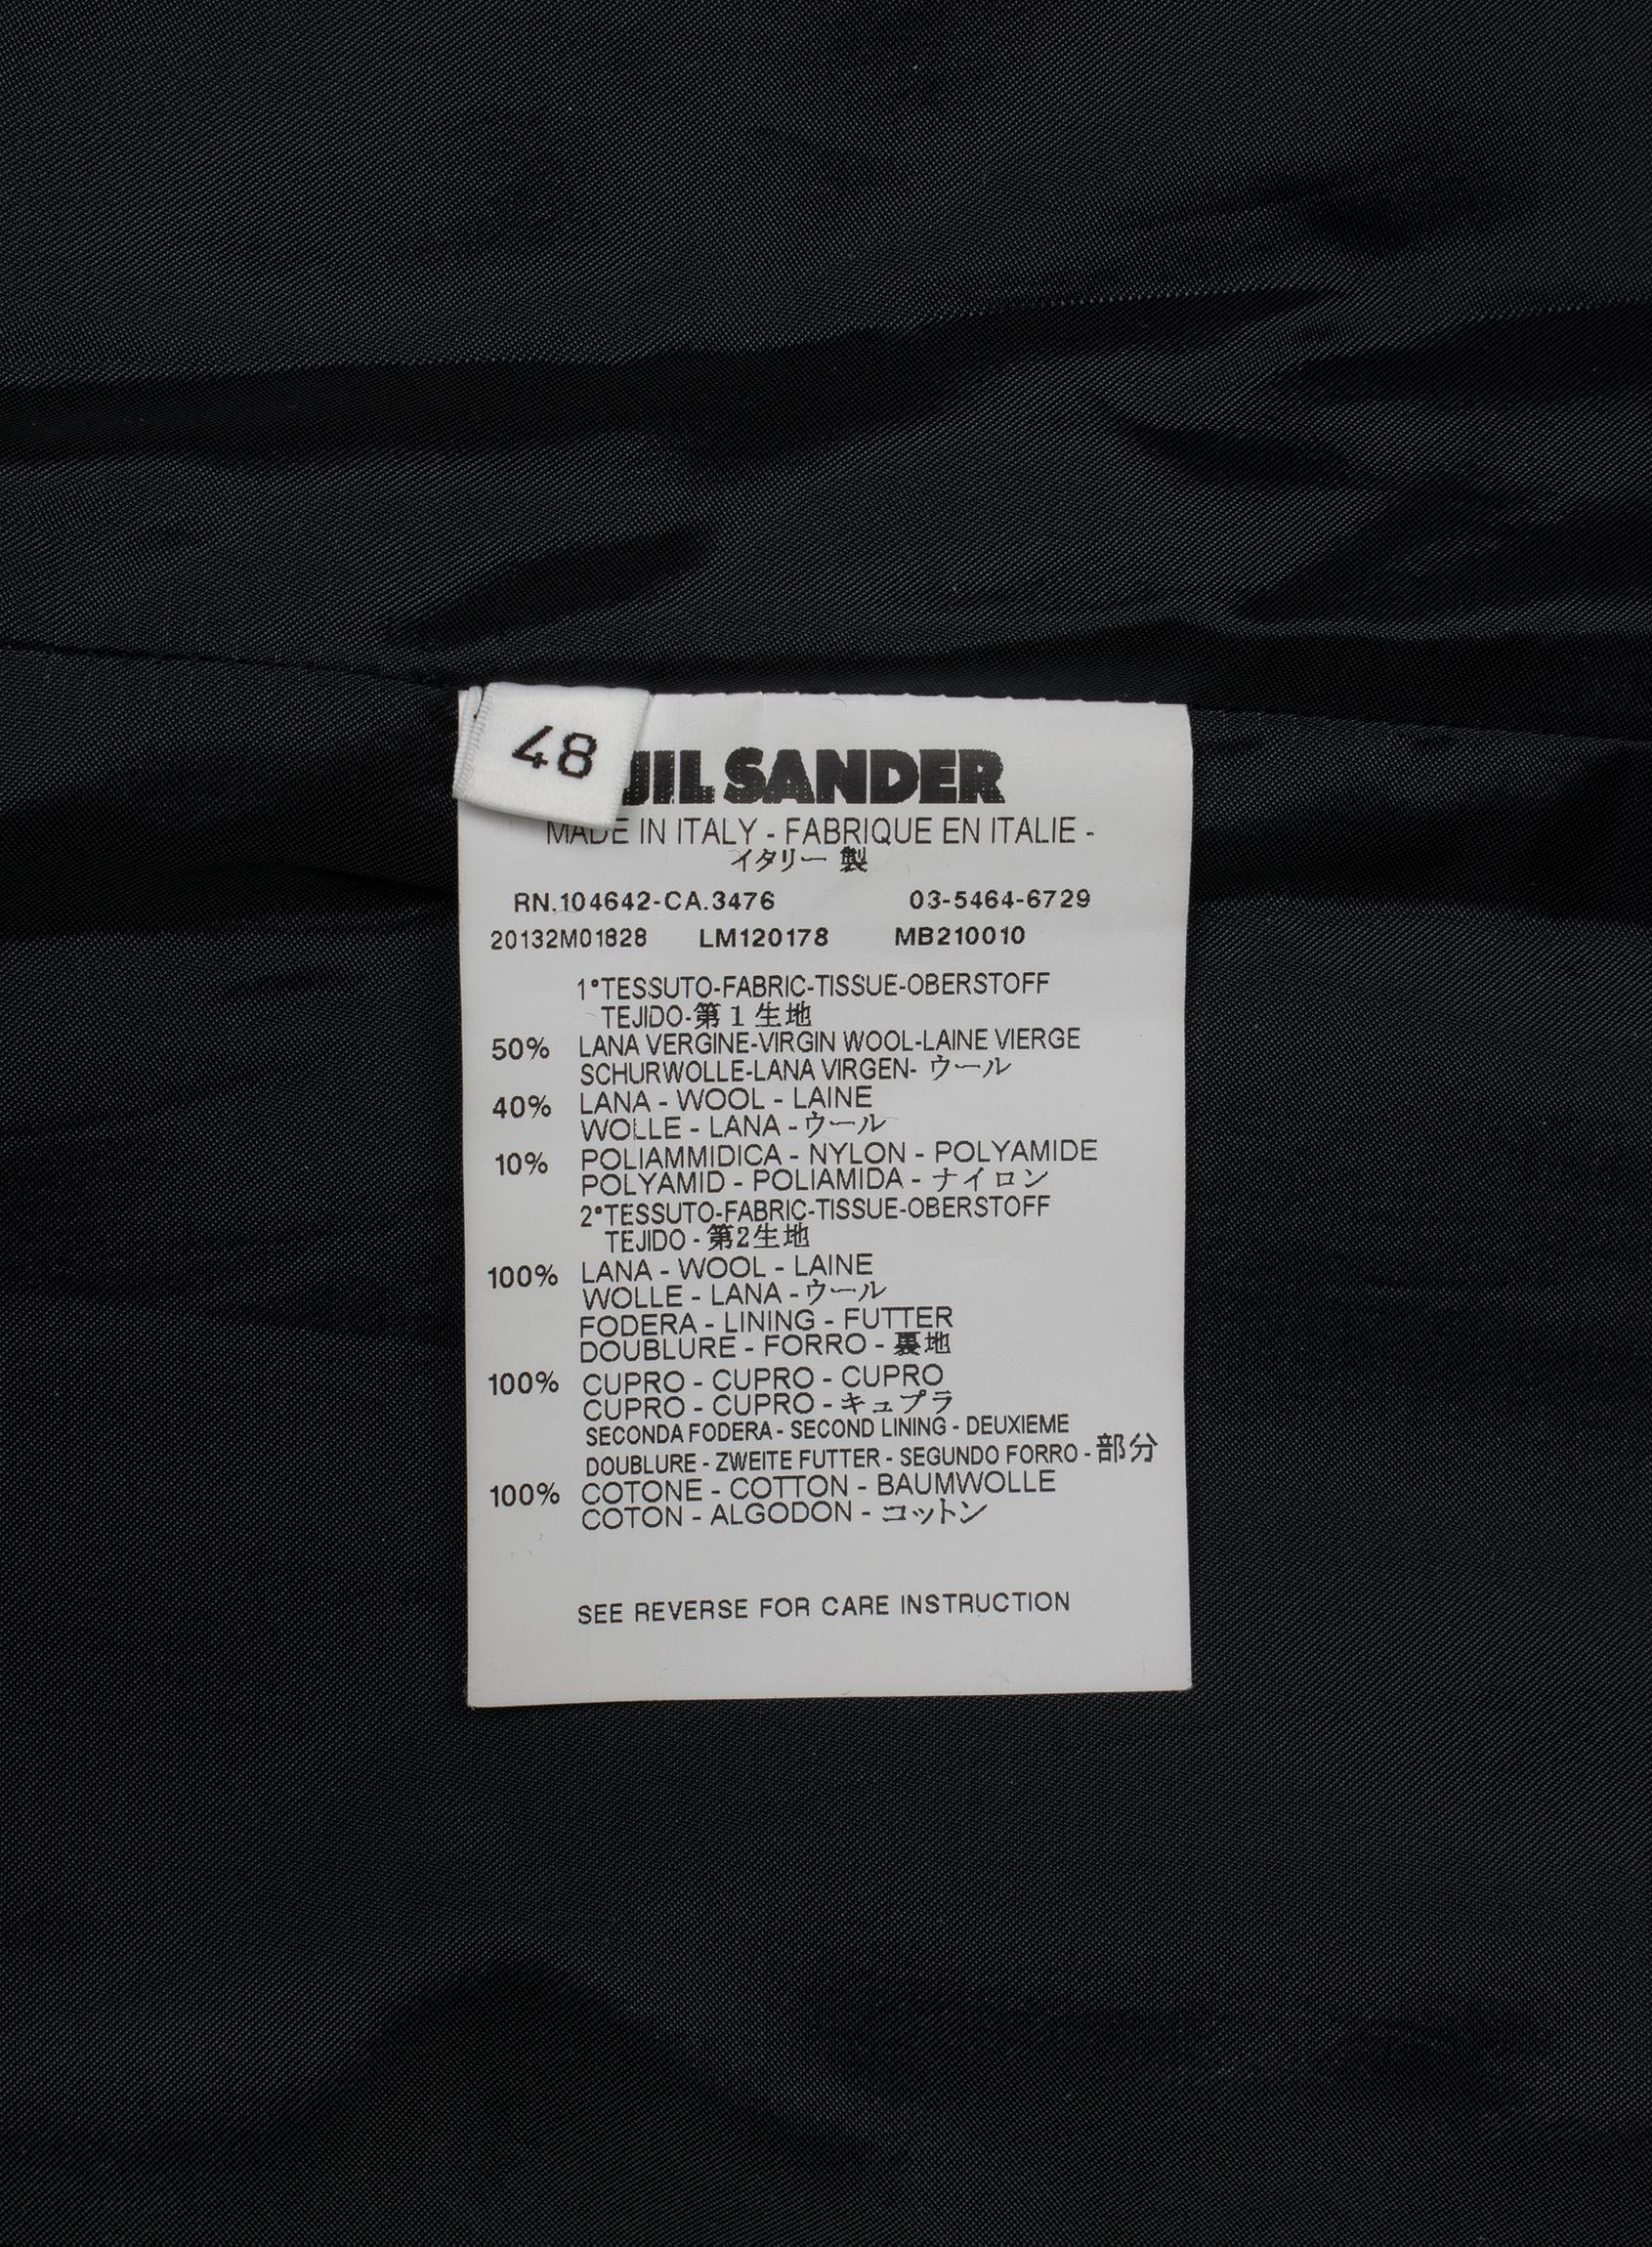 48
JIL SANDER
MADE IN ITALY - FABRIQUE EN ITALIE -
イタリー 製
RN.104642-CA.3476 03-5464-6729
20132M01828 LM120178 MB210010
1°TESSUTO-FABRIC-TISSUE-OBERSTOFF
TEJIDO-第1生地
50% LANA VERGINE-VIRGIN WOOL-LAINE VIERGE
SCHURWOLLE-LANA VIRGEN- ウール
40% LANA - WOOL - LAINE
WOLLE - LANA - ウール
10% POLIAMMIDICA - NYLON - POLYAMIDE
POLYAMID - POLIAMIDA - ナイロン
2°TESSUTO-FABRIC-TISSUE-OBERSTOFF
TEJIDO - 第2生地
100% LANA - WOOL - LAINE
WOLLE - LANA - ウール
FODERA - LINING - FUTTER
DOUBLURE - FORRO - 裏地
100% CUPRO - CUPRO - CUPRO
CUPRO - CUPRO - キュプラ
SECONDA FODERA - SECOND LINING - DEUXIEME
DOUBLURE - ZWEITE FUTTER - SEGUNDO FORRO - 部分
100% COTONE - COTTON - BAUMWOLLE
COTON - ALGODON - コットン
SEE REVERSE FOR CARE INSTRUCTION